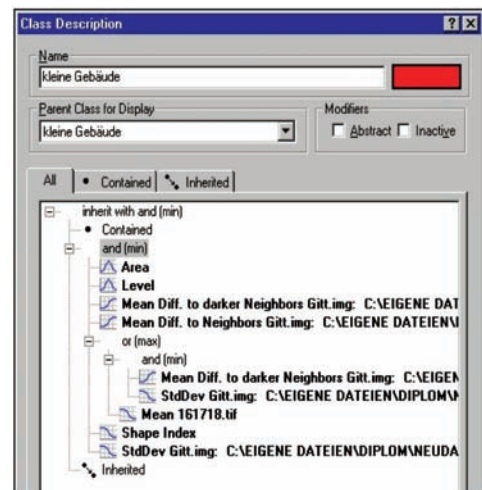 Class Description
Name
kleine Gebäude
Parent Class for Display
Modifiers
kleine Gebäude
Abstract Inactive
All Contained Inherited
inherit with and (min)
Contained
and (min)
Area
Level
Mean Diff. to darker Neighbors Gitt.img: C:\EIGENE DAT
Mean Diff. to Neighbors Gitt.img: C:\EIGENE DATEIEN\
or (max)
and (min)
Mean Diff. to darker Neighbors Gitt.img: C:\EIGEN
StdDev Gitt.img: C:\EIGENE DATEIEN\DIPLOM\
Mean 161718.tif
Shape Index
StdDev Gitt.img: C:\EIGENE DATEIEN\DIPLOM\NEUDA
Inherited